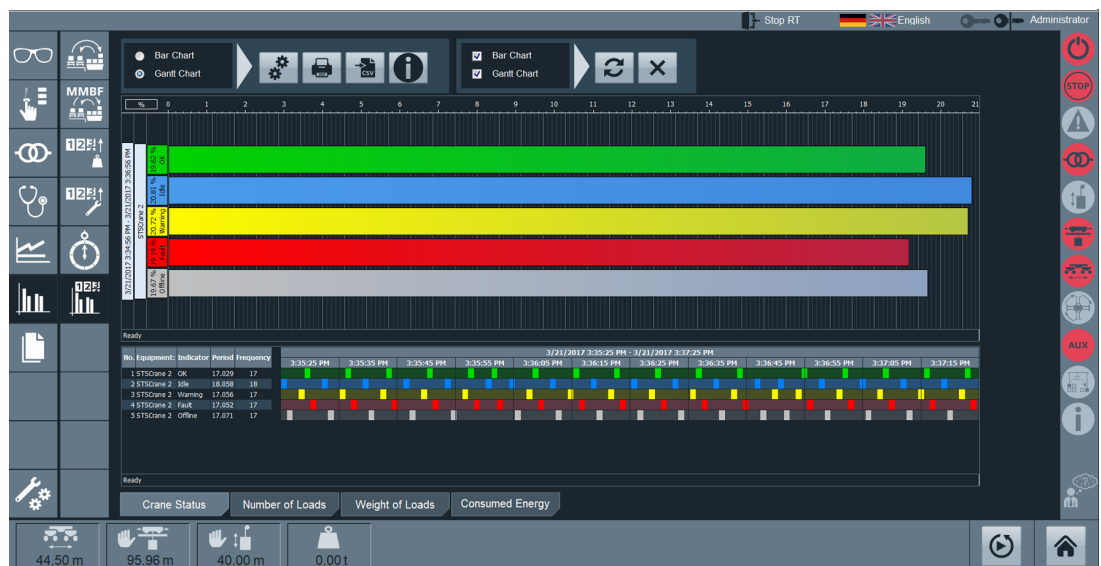 Stop RT
English
Administrator
Bar Chart
Gantt Chart
CSV
Bar Chart
Gantt Chart
MMBF
STOP
AUX
% 0 1 2 3 4 5 6 7 8 9 10 11 12 13 14 15 16 17 18 19 20 21
3/21/2017 3:34:56 PM - 3/21/2017 3:36:56 PM
STSCrane 2
19.62 % OK
20.81 % Idle
20.72 % Warning
19.19 % Fault
19.67 % Offline
Ready
No. Equipment: Indicator Period Frequency
3/21/2017 3:35:25 PM - 3/21/2017 3:37:25 PM
3:35:25 PM 3:35:35 PM 3:35:45 PM 3:35:55 PM 3:36:05 PM 3:36:15 PM 3:36:25 PM 3:36:35 PM 3:36:45 PM 3:36:55 PM 3:37:05 PM 3:37:15 PM
1 STSCrane 2 OK 17.029 17
2 STSCrane 2 Idle 18.058 18
3 STSCrane 2 Warning 17.056 17
4 STSCrane 2 Fault 17.052 17
5 STSCrane 2 Offline 17.071 17
Ready
Crane Status
Number of Loads
Weight of Loads
Consumed Energy
44.50 m
95.96 m
40.00 m
0.00 t